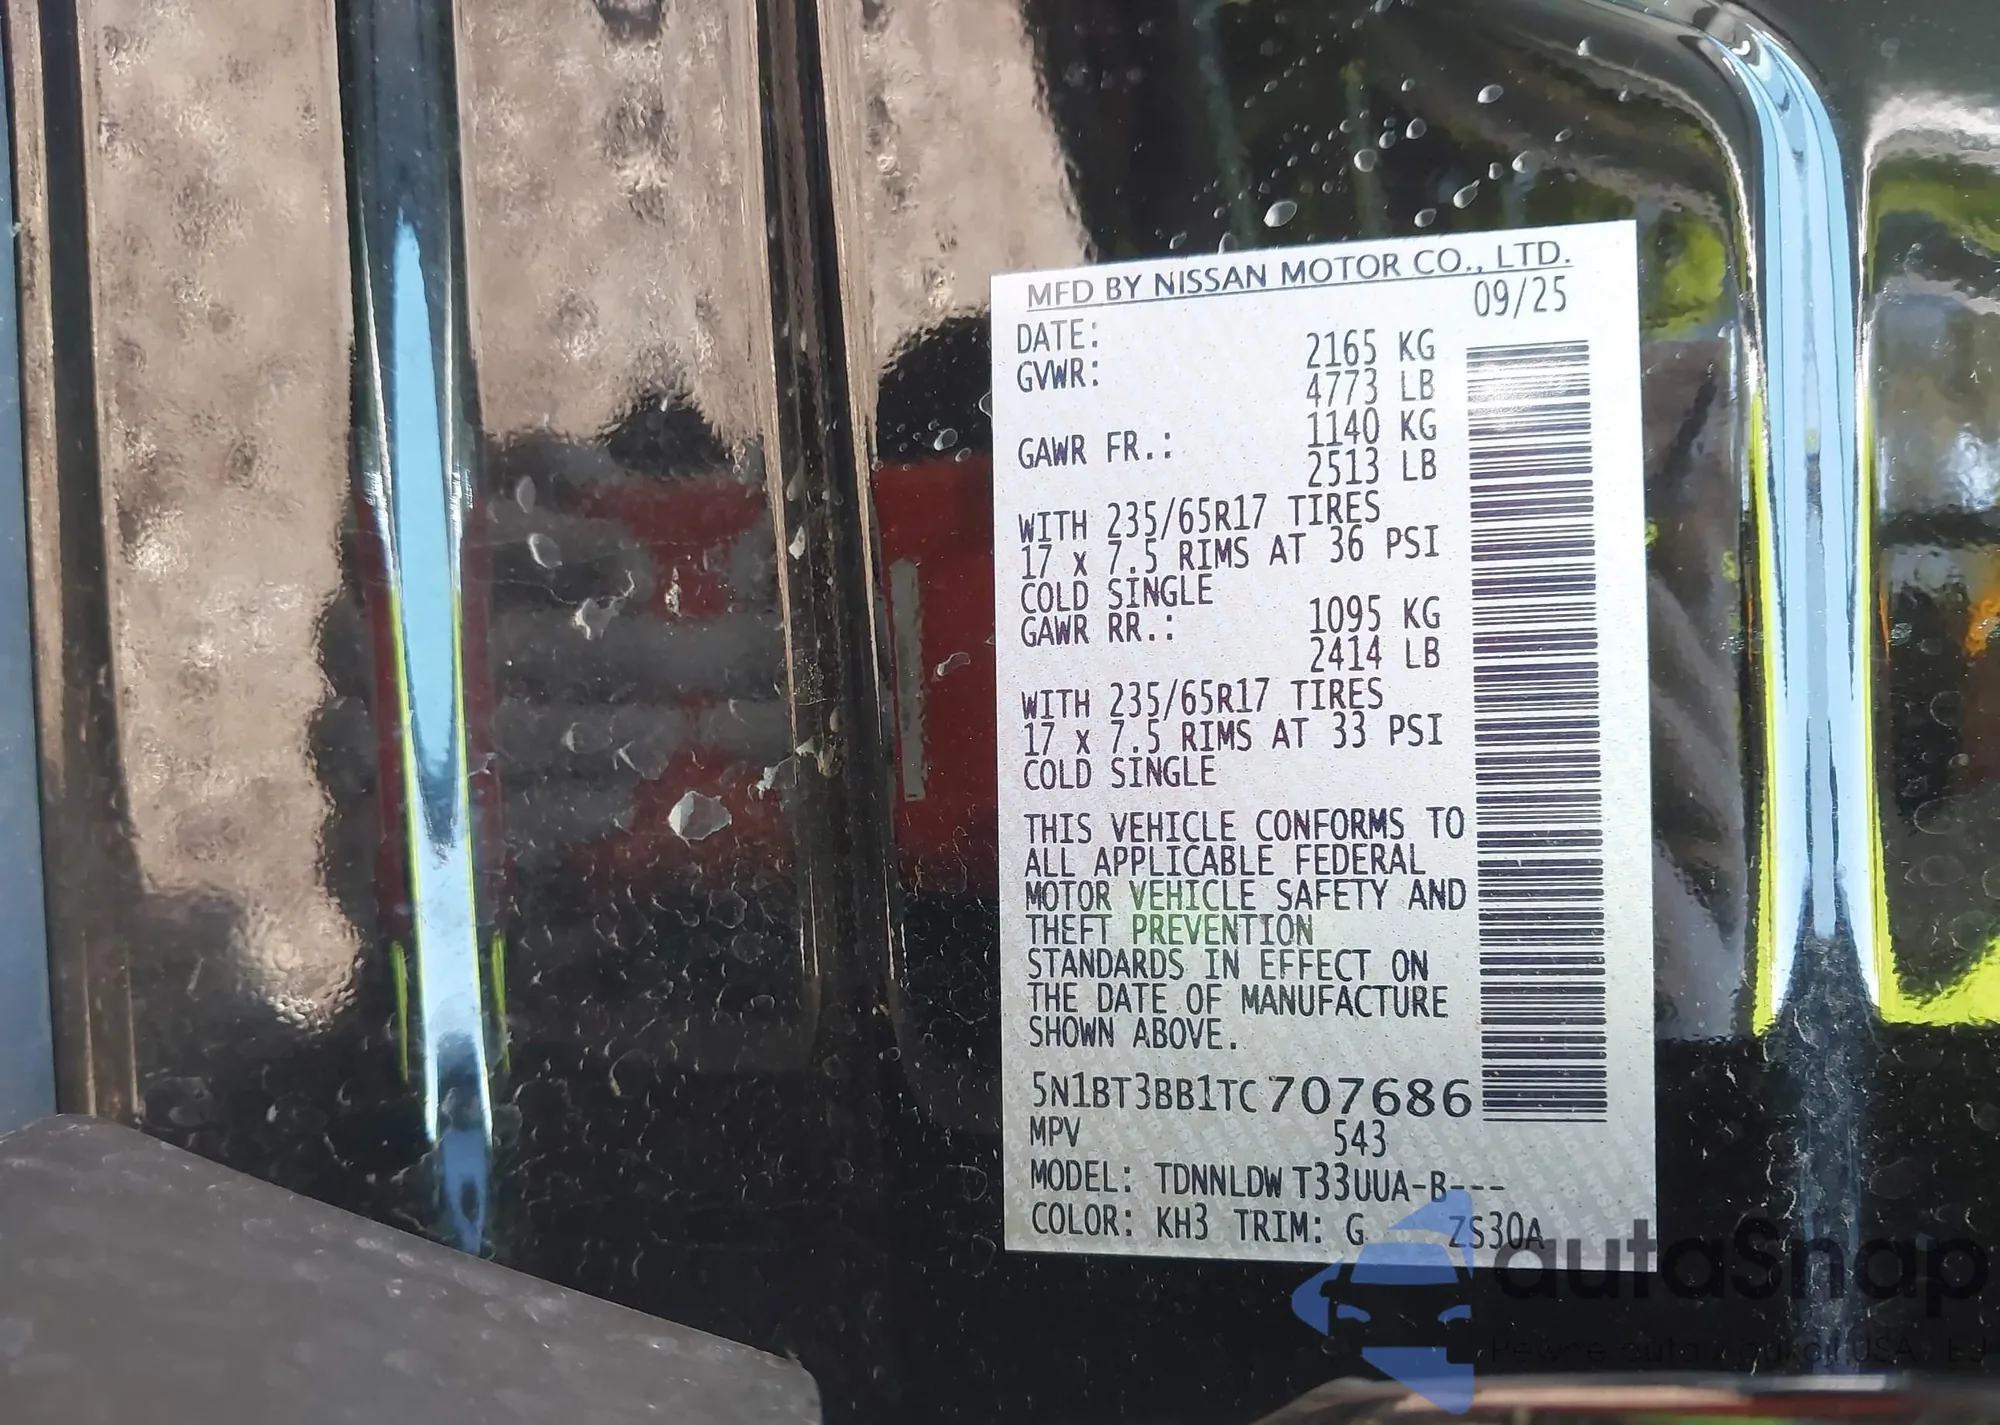 MFD BY NISSAN MOTOR CO., LTD.
DATE: 09/25
GVWR: 2165 KG
4773 LB
GAWR FR.: 1140 KG
2513 LB
WITH 235/65R17 TIRES
17 x 7.5 RIMS AT 36 PSI
COLD SINGLE
GAWR RR.: 1095 KG
2414 LB
WITH 235/65R17 TIRES
17 x 7.5 RIMS AT 33 PSI
COLD SINGLE
THIS VEHICLE CONFORMS TO
ALL APPLICABLE FEDERAL
MOTOR VEHICLE SAFETY AND
THEFT PREVENTION
STANDARDS IN EFFECT ON
THE DATE OF MANUFACTURE
SHOWN ABOVE.
5N1BT3BB1TC707686
MPV 543
MODEL: TDNNLDW T33UUA-B---
COLOR: KH3 TRIM: G ZS30A
autaSnap
USA